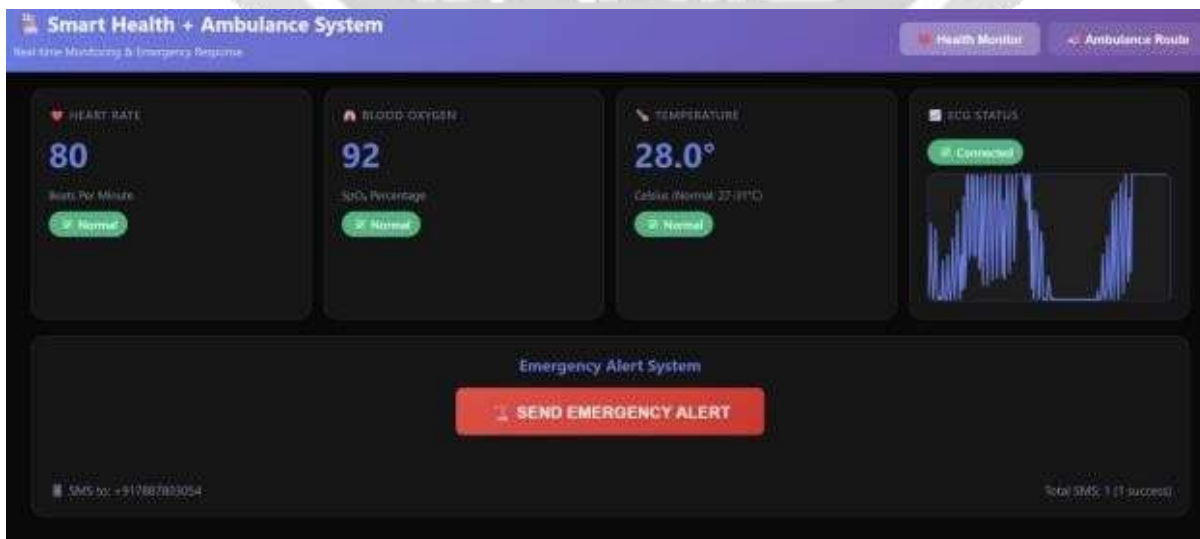 Smart Health + Ambulance System
Real-time Monitoring & Emergency Response
Health Monitor
Ambulance Route
HEART RATE
80
Beats Per Minute
Normal
BLOOD OXYGEN
92
SpO₂ Percentage
Normal
TEMPERATURE
28.0°
Celsius (Normal: 27-31°C)
Normal
ECG STATUS
Connected
Emergency Alert System
SEND EMERGENCY ALERT
SMS to:
Total SMS: 1 (1 success)